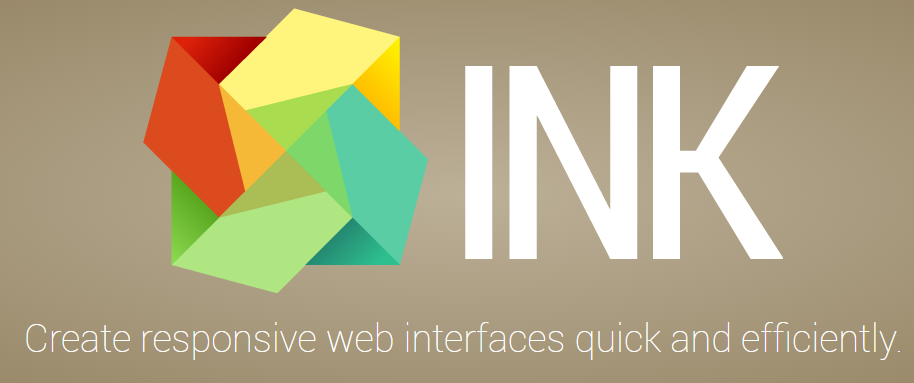 INK
Create responsive web interfaces quick and efficiently.